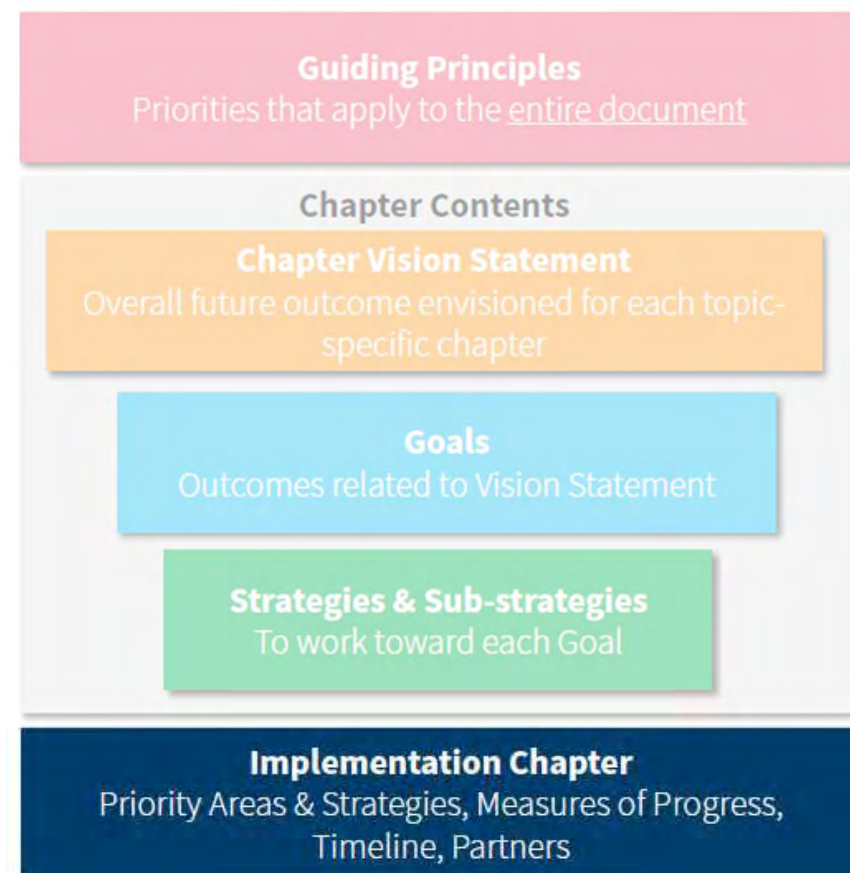 Guiding Principles
Priorities that apply to the entire document
Chapter Contents
Chapter Vision Statement
Overall future outcome envisioned for each topic-
specific chapter
Goals
Outcomes related to Vision Statement
Strategies & Sub-strategies
To work toward each Goal
Implementation Chapter
Priority Areas & Strategies, Measures of Progress,
Timeline, Partners